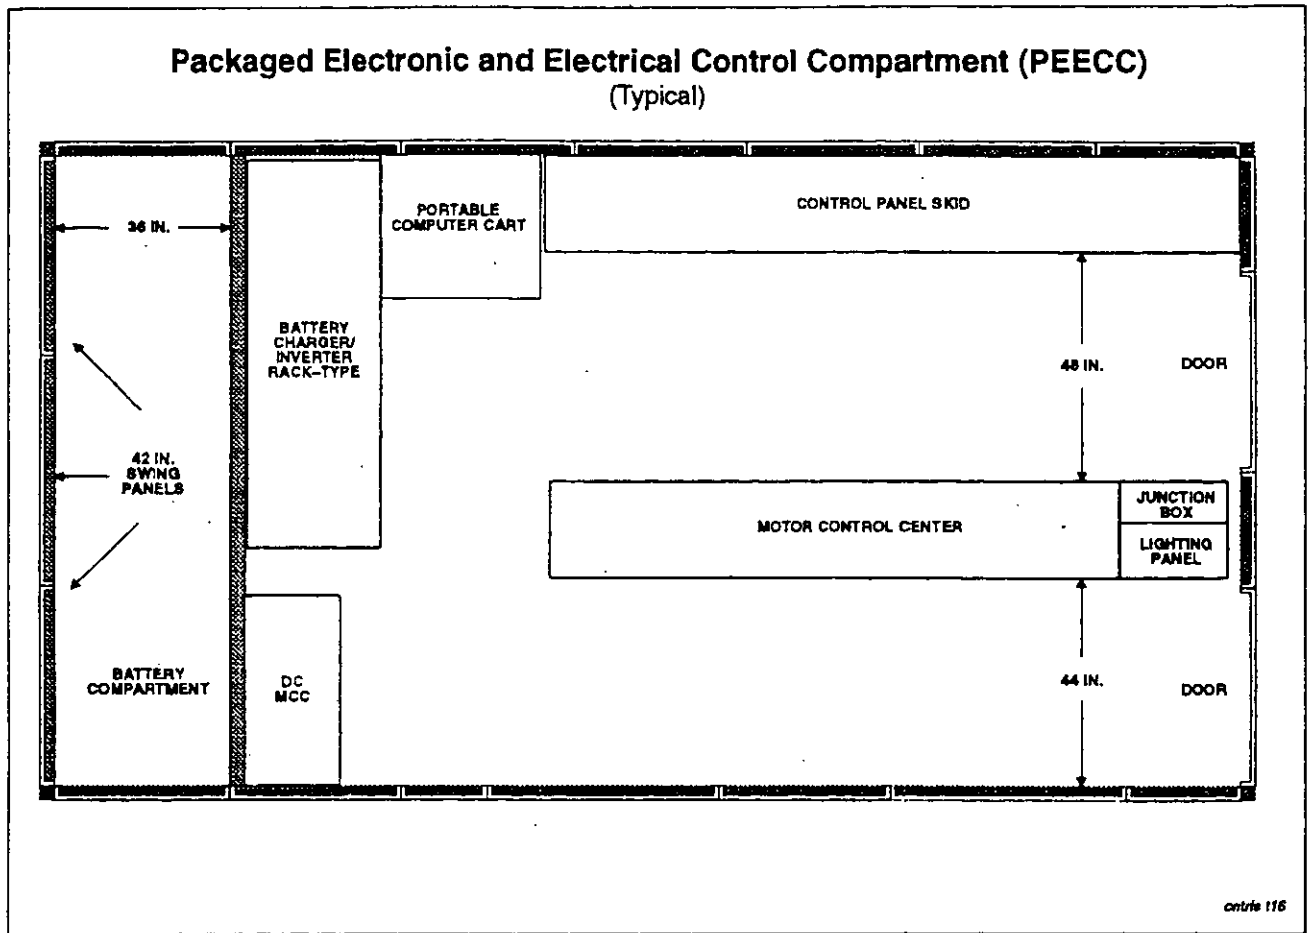 Packaged Electronic and Electrical Control Compartment (PEECC)
(Typical)
36 IN.
PORTABLE
COMPUTER CART
CONTROL PANEL SKID
BATTERY
CHARGER/
INVERTER
RACK-TYPE
48 IN.
DOOR
42 IN.
SWING
PANELS
MOTOR CONTROL CENTER
JUNCTION
BOX
LIGHTING
PANEL
BATTERY
COMPARTMENT
DC
MCC
44 IN.
DOOR
cntrls t16